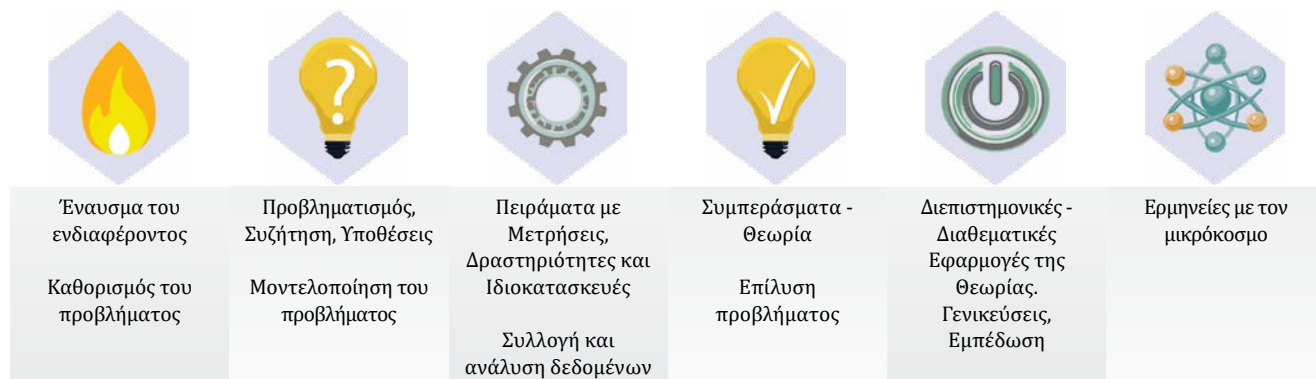 ?
Έναυσμα του
ενδιαφέροντος
Καθορισμός του
προβλήματος
Προβληματισμός,
Συζήτηση, Υποθέσεις
Μοντελοποίηση του
προβλήματος
Πειράματα με
Μετρήσεις,
Δραστηριότητες και
Ιδιοκατασκευές
Συλλογή και
ανάλυση δεδομένων
Συμπεράσματα -
Θεωρία
Επίλυση
προβλήματος
Διεπιστημονικές -
Διαθεματικές
Εφαρμογές της
Θεωρίας.
Γενικεύσεις,
Εμπέδωση
Ερμηνείες με τον
μικρόκοσμο